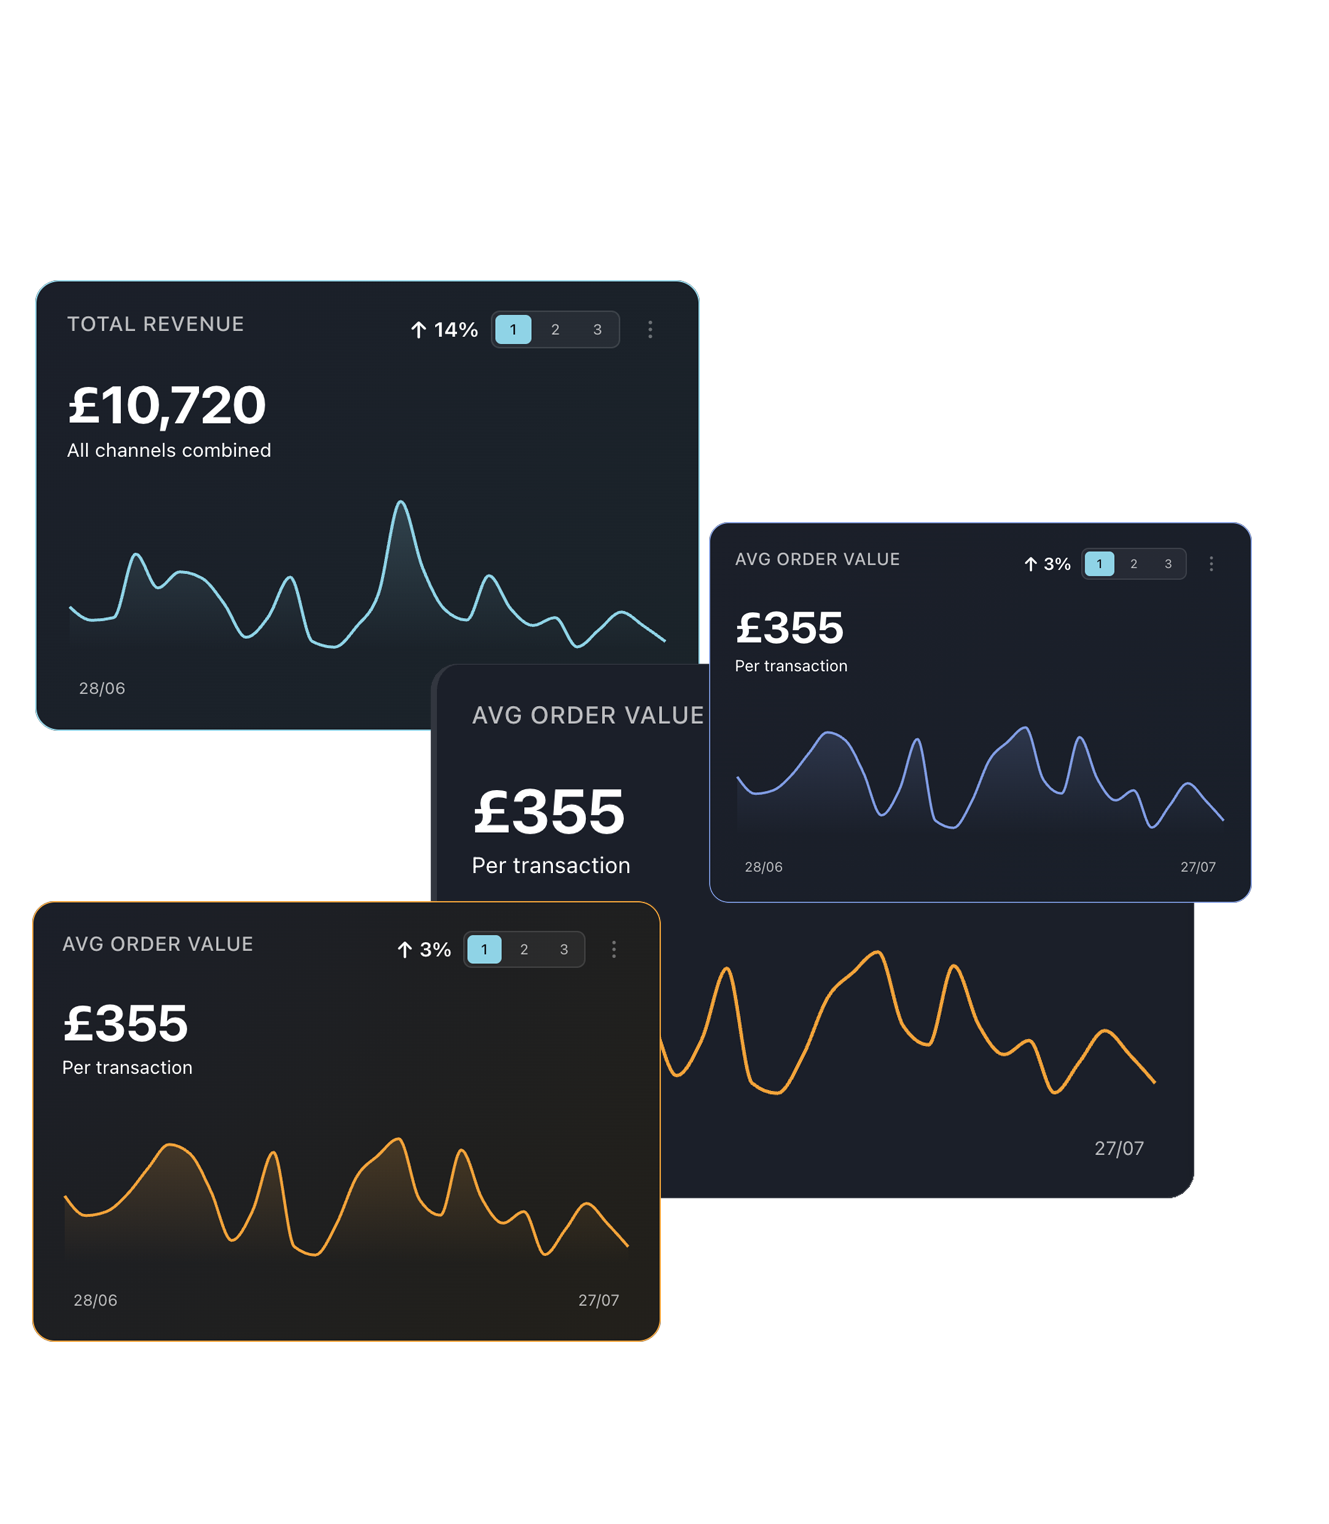 TOTAL REVENUE
↑ 14% 1 2 3
£10,720
All channels combined
28/06
AVG ORDER VALUE
↑ 3% 1 2 3
£355
Per transaction
28/06 27/07
AVG ORDER VALUE
£355
Per transaction
27/07
AVG ORDER VALUE
↑ 3% 1 2 3
£355
Per transaction
28/06 27/07